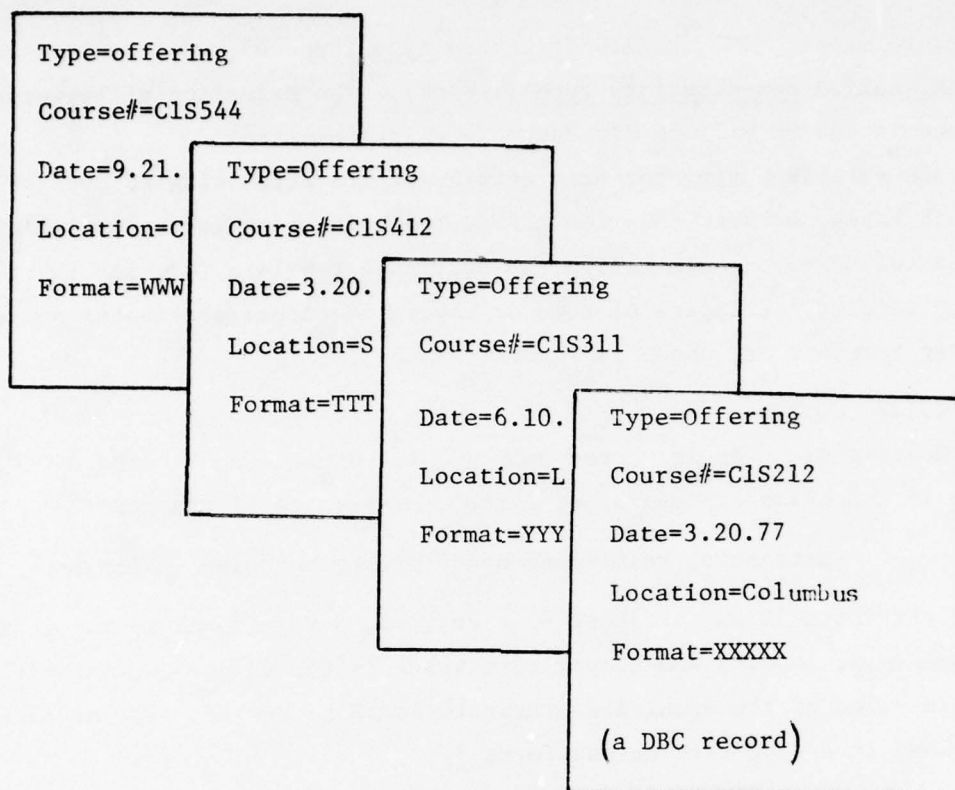 Type=offering
Course#=C1S544
Date=9.21.
Location=C
Format=WWW
Type=Offering
Course#=C1S412
Date=3.20.
Location=S
Format=TTT
Type=Offering
Course#=C1S311
Date=6.10.
Location=L
Format=YYY
Type=Offering
Course#=C1S212
Date=3.20.77
Location=Columbus
Format=XXXXX
(a DBC record)